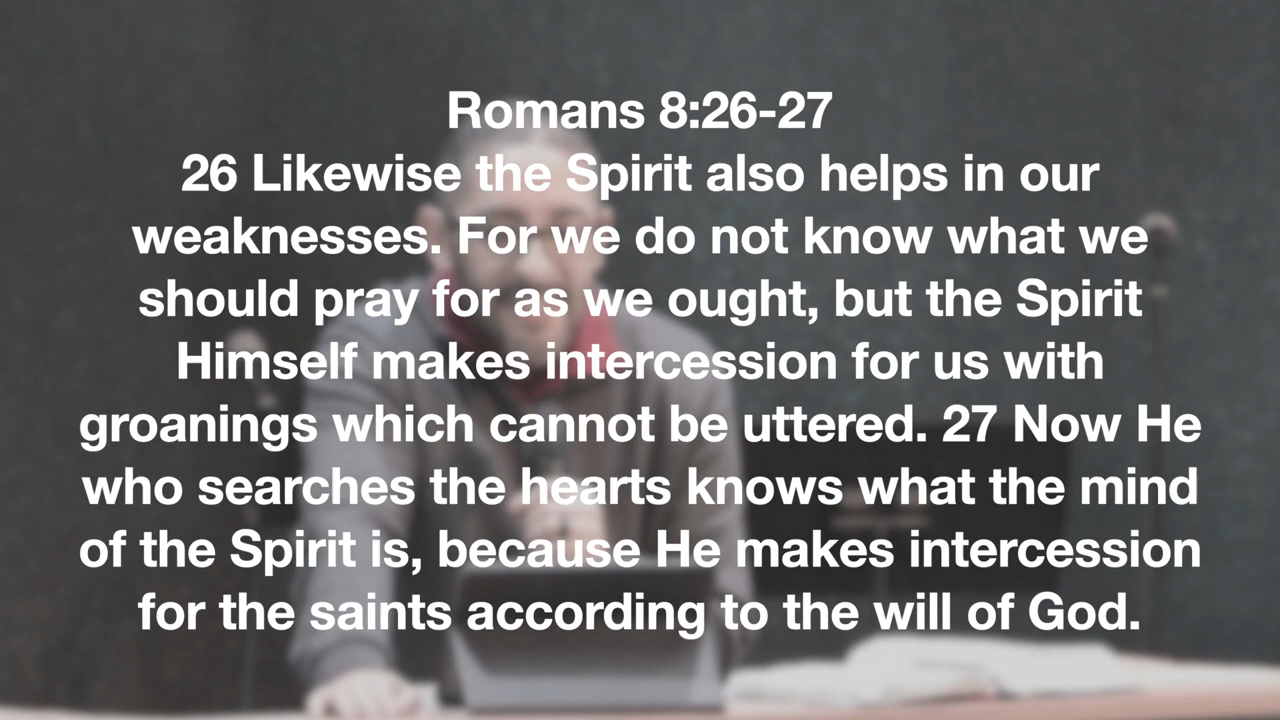 Romans 8:26-27
26 Likewise the Spirit also helps in our
weaknesses. For we do not know what we
should pray for as we ought, but the Spirit
Himself makes intercession for us with
groanings which cannot be uttered. 27 Now He
who searches the hearts knows what the mind
of the Spirit is, because He makes intercession
for the saints according to the will of God.